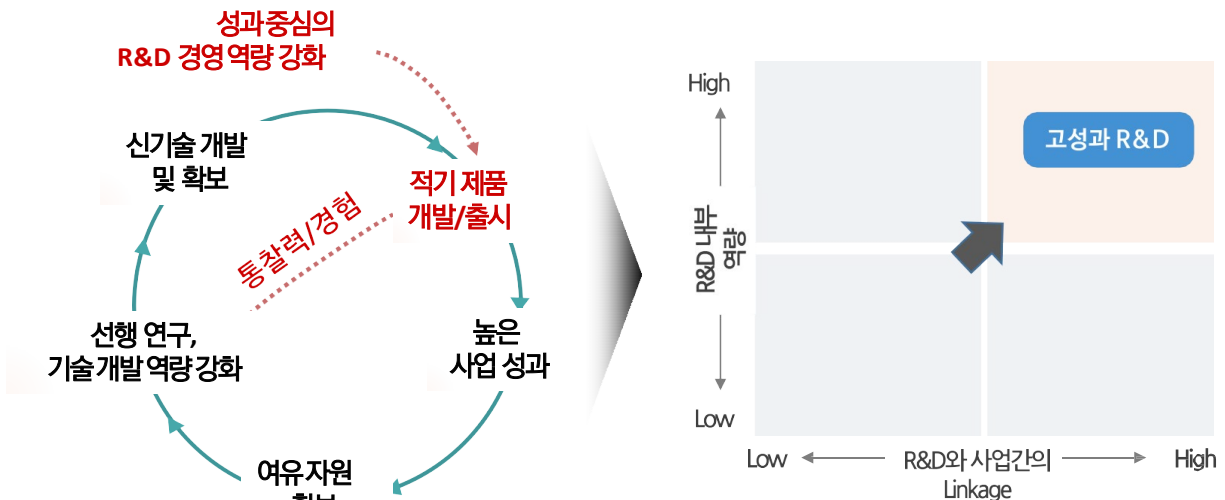 성과 중심의
R&D 경영 역량 강화
신기술 개발
및 확보
적기 제품
개발/출시
통찰력/경험
선행 연구,
기술 개발 역량 강화
높은
사업 성과
여유 자원
High
고성과 R&D
R&D 내부
역량
Low
Low
R&D와 사업간의
Linkage
High